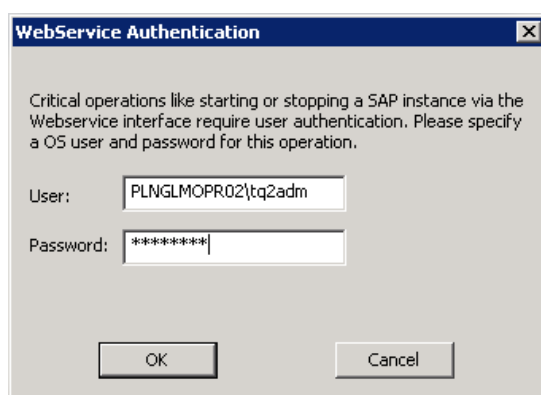 WebService Authentication
Critical operations like starting or stopping a SAP instance via the
Webservice interface require user authentication. Please specify
a OS user and password for this operation.
User: PLNGLMOPR02\tq2adm
Password: ********
OK Cancel